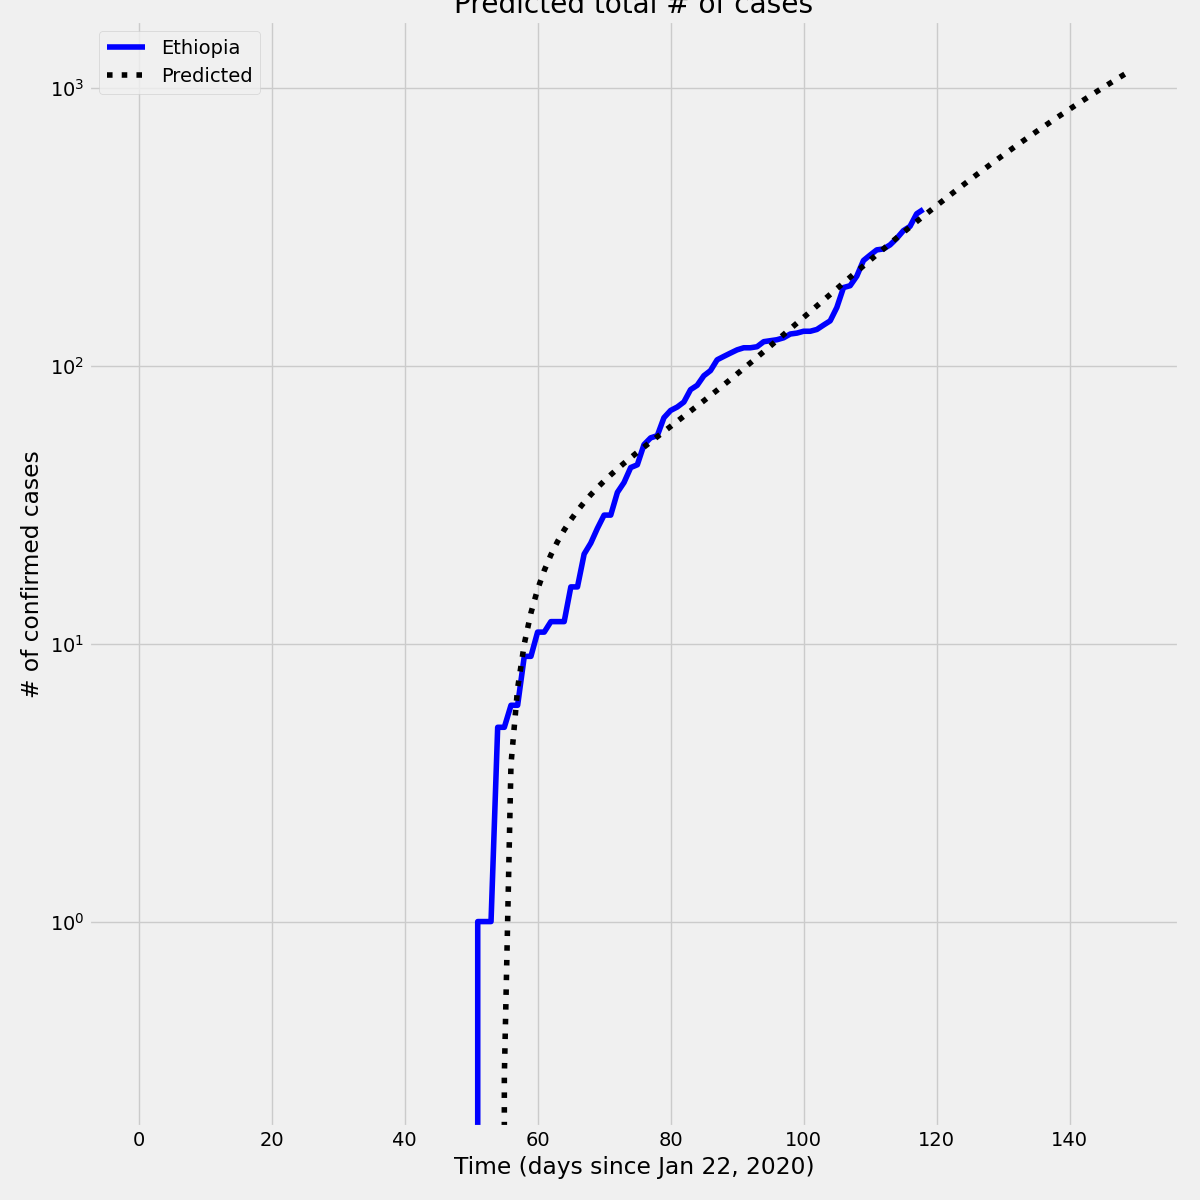 Predicted total # of cases
Ethiopia
Predicted
10³
10²
10¹
10⁰
# of confirmed cases
0 20 40 60 80 100 120 140
Time (days since Jan 22, 2020)